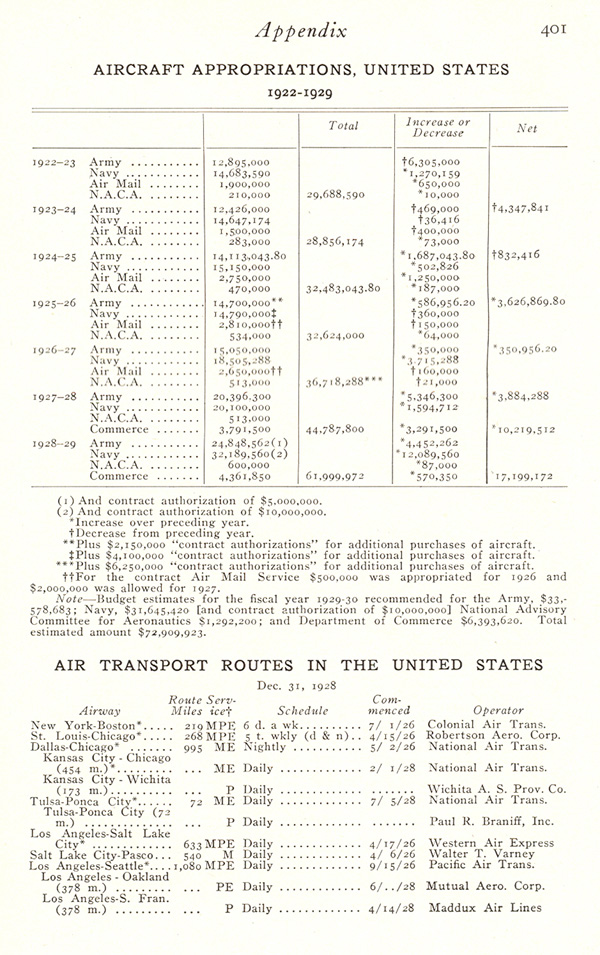 Appendix 401
AIRCRAFT APPROPRIATIONS, UNITED STATES
1922-1929
Total Increase or Decrease Net
1922-23 Army ........... 12,895,000 †6,305,000
Navy ............ 14,683,590 *1,270,159
Air Mail ........ 1,900,000 *650,000
N.A.C.A. ........ 210,000 29,688,590 *10,000
1923-24 Army ........... 12,426,000 †469,000 †4,347,841
Navy ............ 14,647,174 †36,416
Air Mail ........ 1,500,000 †400,000
N.A.C.A. ........ 283,000 28,856,174 *73,000
1924-25 Army ........... 14,113,043.80 *1,687,043.80 †832,416
Navy ............ 15,150,000 *502,826
Air Mail ........ 2,750,000 *1,250,000
N.A.C.A. ........ 470,000 32,483,043.80 *187,000
1925-26 Army ........... 14,700,000** *586,956.20 *3,626,869.80
Navy ............ 14,790,000‡ †360,000
Air Mail ........ 2,810,000†† †150,000
N.A.C.A. ........ 534,000 32,624,000 *64,000
1926-27 Army ........... 15,050,000 *350,000 *350,956.20
Navy ............ 18,505,288 *3,715,288
Air Mail ........ 2,650,000†† †160,000
N.A.C.A. ........ 513,000 36,718,288*** †21,000
1927-28 Army ........... 20,396,300 *5,346,300 *3,884,288
Navy ............ 20,100,000 *1,594,712
N.A.C.A. ........ 513,000
Commerce ....... 3,791,500 44,787,800 *3,291,500 *10,219,512
1928-29 Army ........... 24,848,562(1) *4,452,262
Navy ............ 32,189,560(2) *12,089,560
N.A.C.A. ........ 600,000 *87,000
Commerce ....... 4,361,850 61,999,972 *570,350 17,199,172
(1) And contract authorization of $5,000,000.
(2) And contract authorization of $10,000,000.
*Increase over preceding year.
†Decrease from preceding year.
**Plus $2,150,000 “contract authorizations” for additional purchases of aircraft.
‡Plus $4,100,000 “contract authorizations” for additional purchases of aircraft.
***Plus $6,250,000 “contract authorizations” for additional purchases of aircraft.
††For the contract Air Mail Service $500,000 was appropriated for 1926 and
$2,000,000 was allowed for 1927.
Note—Budget estimates for the fiscal year 1929-30 recommended for the Army, $33,-
578,683; Navy, $31,645,420 [and contract authorization of $10,000,000] National Advisory
Committee for Aeronautics $1,292,200; and Department of Commerce $6,393,620. Total
estimated amount $72,909,923.
AIR TRANSPORT ROUTES IN THE UNITED STATES
Dec. 31, 1928
Airway Route Miles Service† Schedule Commenced Operator
New York-Boston*..... 219 MPE 6 d. a wk.......... 7/ 1/26 Colonial Air Trans.
St. Louis-Chicago*..... 268 MPE 5 t. wkly (d & n).. 4/15/26 Robertson Aero. Corp.
Dallas-Chicago* ....... 995 ME Nightly ........... 5/ 2/26 National Air Trans.
Kansas City - Chicago
(454 m.)*......... ... ME Daily ............ 2/ 1/28 National Air Trans.
Kansas City - Wichita
(173 m.).......... ... P Daily ............ ....... Wichita A. S. Prov. Co.
Tulsa-Ponca City*...... 72 ME Daily ............ 7/ 5/28 National Air Trans.
Tulsa-Ponca City (72
m.) .............. ... P Daily ............ ....... Paul R. Braniff, Inc.
Los Angeles-Salt Lake
City* ............. 633 MPE Daily ............ 4/17/26 Western Air Express
Salt Lake City-Pasco... 540 M Daily ............ 4/ 6/26 Walter T. Varney
Los Angeles-Seattle*....1,080 MPE Daily ............ 9/15/26 Pacific Air Trans.
Los Angeles - Oakland
(378 m.) ......... ... PE Daily ............ 6/../28 Mutual Aero. Corp.
Los Angeles-S. Fran.
(378 m.) ......... ... P Daily ............ 4/14/28 Maddux Air Lines